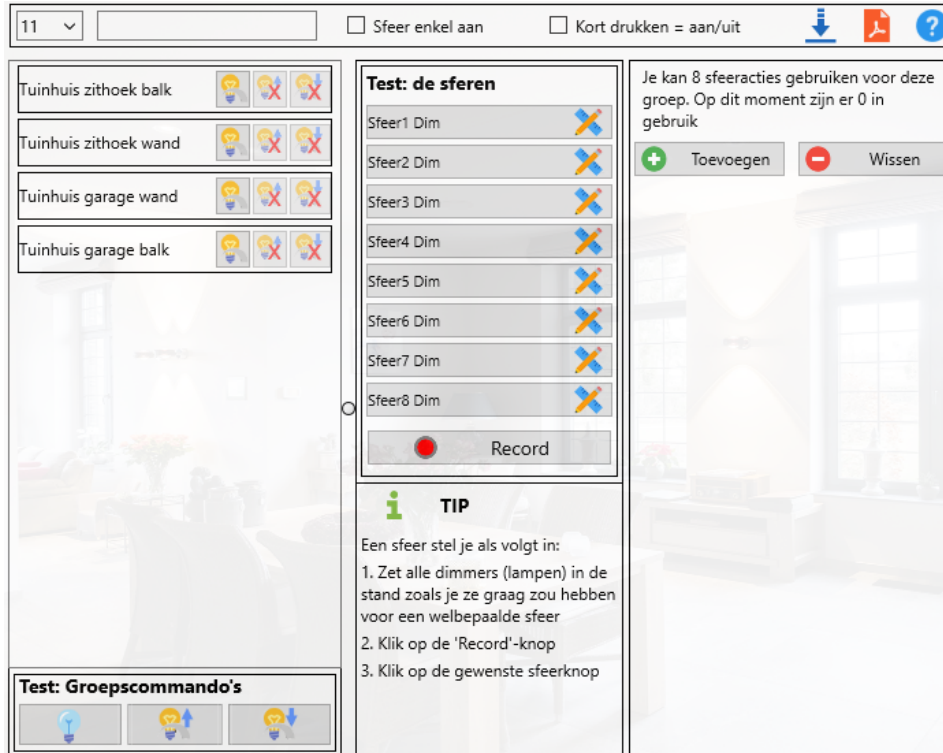 11
Sfeer enkel aan
Kort drukken = aan/uit
Tuinhuis zithoek balk
Tuinhuis zithoek wand
Tuinhuis garage wand
Tuinhuis garage balk
Test: Groepscommando's
Test: de sferen
Sfeer1 Dim
Sfeer2 Dim
Sfeer3 Dim
Sfeer4 Dim
Sfeer5 Dim
Sfeer6 Dim
Sfeer7 Dim
Sfeer8 Dim
Record
TIP
Een sfeer stel je als volgt in:
1. Zet alle dimmers (lampen) in de
stand zoals je ze graag zou hebben
voor een welbepaalde sfeer
2. Klik op de 'Record'-knop
3. Klik op de gewenste sfeerknop
Je kan 8 sfeeracties gebruiken voor deze
groep. Op dit moment zijn er 0 in
gebruik
Toevoegen
Wissen